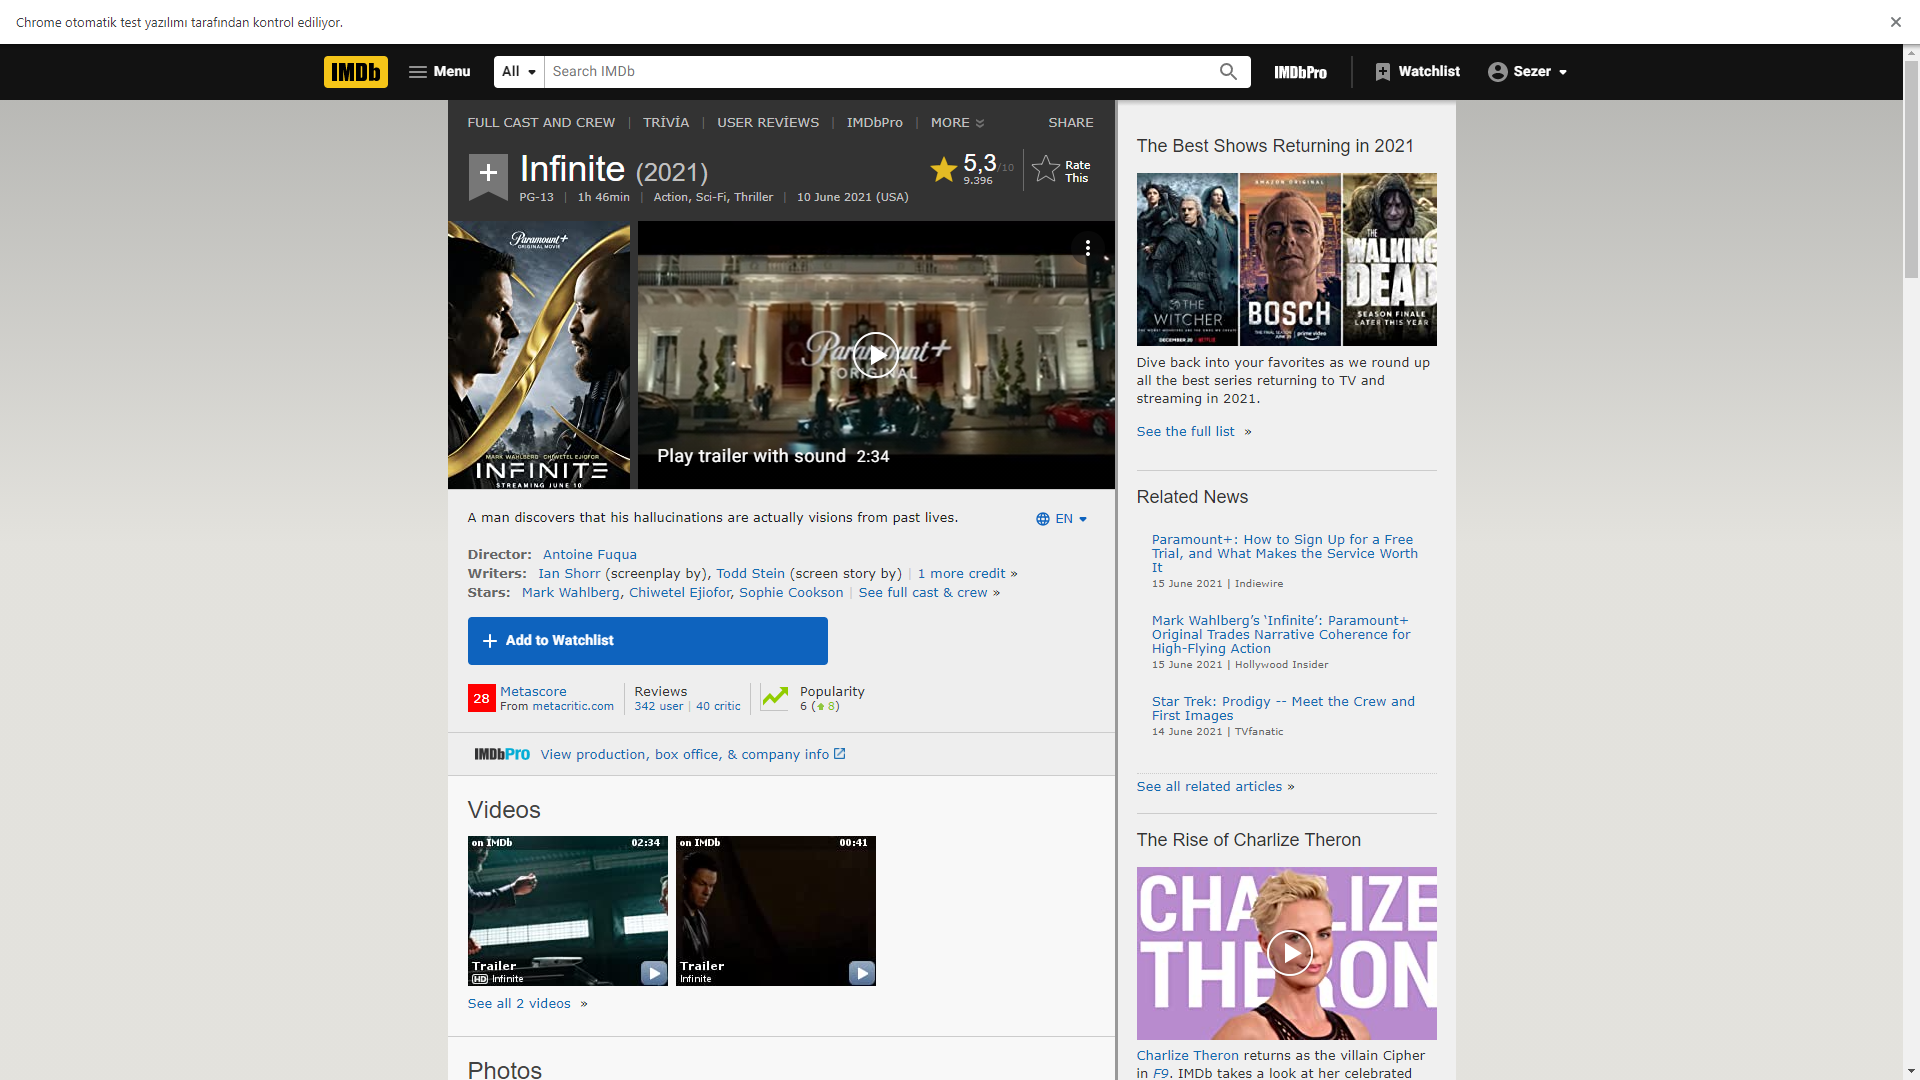 Chrome otomatik test yazılımı tarafından kontrol ediliyor.
IMDb
Menu
All
Search IMDb
IMDbPro
Watchlist
Sezer
FULL CAST AND CREW | TRİVİA | USER REVİEWS | IMDbPro | MORE
SHARE
Infinite (2021)
5,3/10
9.396
Rate This
PG-13 | 1h 46min | Action, Sci-Fi, Thriller | 10 June 2021 (USA)
Paramount+
ORIGINAL MOVIE
MARK WAHLBERG CHIWETEL EJIOFOR
INFINITE
STREAMING JUNE 10
Paramount+
ORIGINAL
Play trailer with sound 2:34
A man discovers that his hallucinations are actually visions from past lives.
EN
Director: Antoine Fuqua
Writers: Ian Shorr (screenplay by), Todd Stein (screen story by) | 1 more credit »
Stars: Mark Wahlberg, Chiwetel Ejiofor, Sophie Cookson | See full cast & crew »
+ Add to Watchlist
28
Metascore
From metacritic.com
Reviews
342 user | 40 critic
Popularity
6 (8)
IMDbPro View production, box office, & company info
Videos
on IMDb 02:34
Trailer
HD Infinite
on IMDb 00:41
Trailer
Infinite
See all 2 videos »
Photos
The Best Shows Returning in 2021
THE WITCHER
DECEMBER 20
NETFLIX
AMAZON ORIGINAL
BOSCH
prime video
THE WALKING DEAD
SEASON FINALE
LATER THIS YEAR
Dive back into your favorites as we round up
all the best series returning to TV and
streaming in 2021.
See the full list »
Related News
Paramount+: How to Sign Up for a Free
Trial, and What Makes the Service Worth
It
15 June 2021 | Indiewire
Mark Wahlberg’s ‘Infinite’: Paramount+
Original Trades Narrative Coherence for
High-Flying Action
15 June 2021 | Hollywood Insider
Star Trek: Prodigy -- Meet the Crew and
First Images
14 June 2021 | TVfanatic
See all related articles »
The Rise of Charlize Theron
CHARLIZE
THERON
Charlize Theron returns as the villain Cipher
in F9. IMDb takes a look at her celebrated